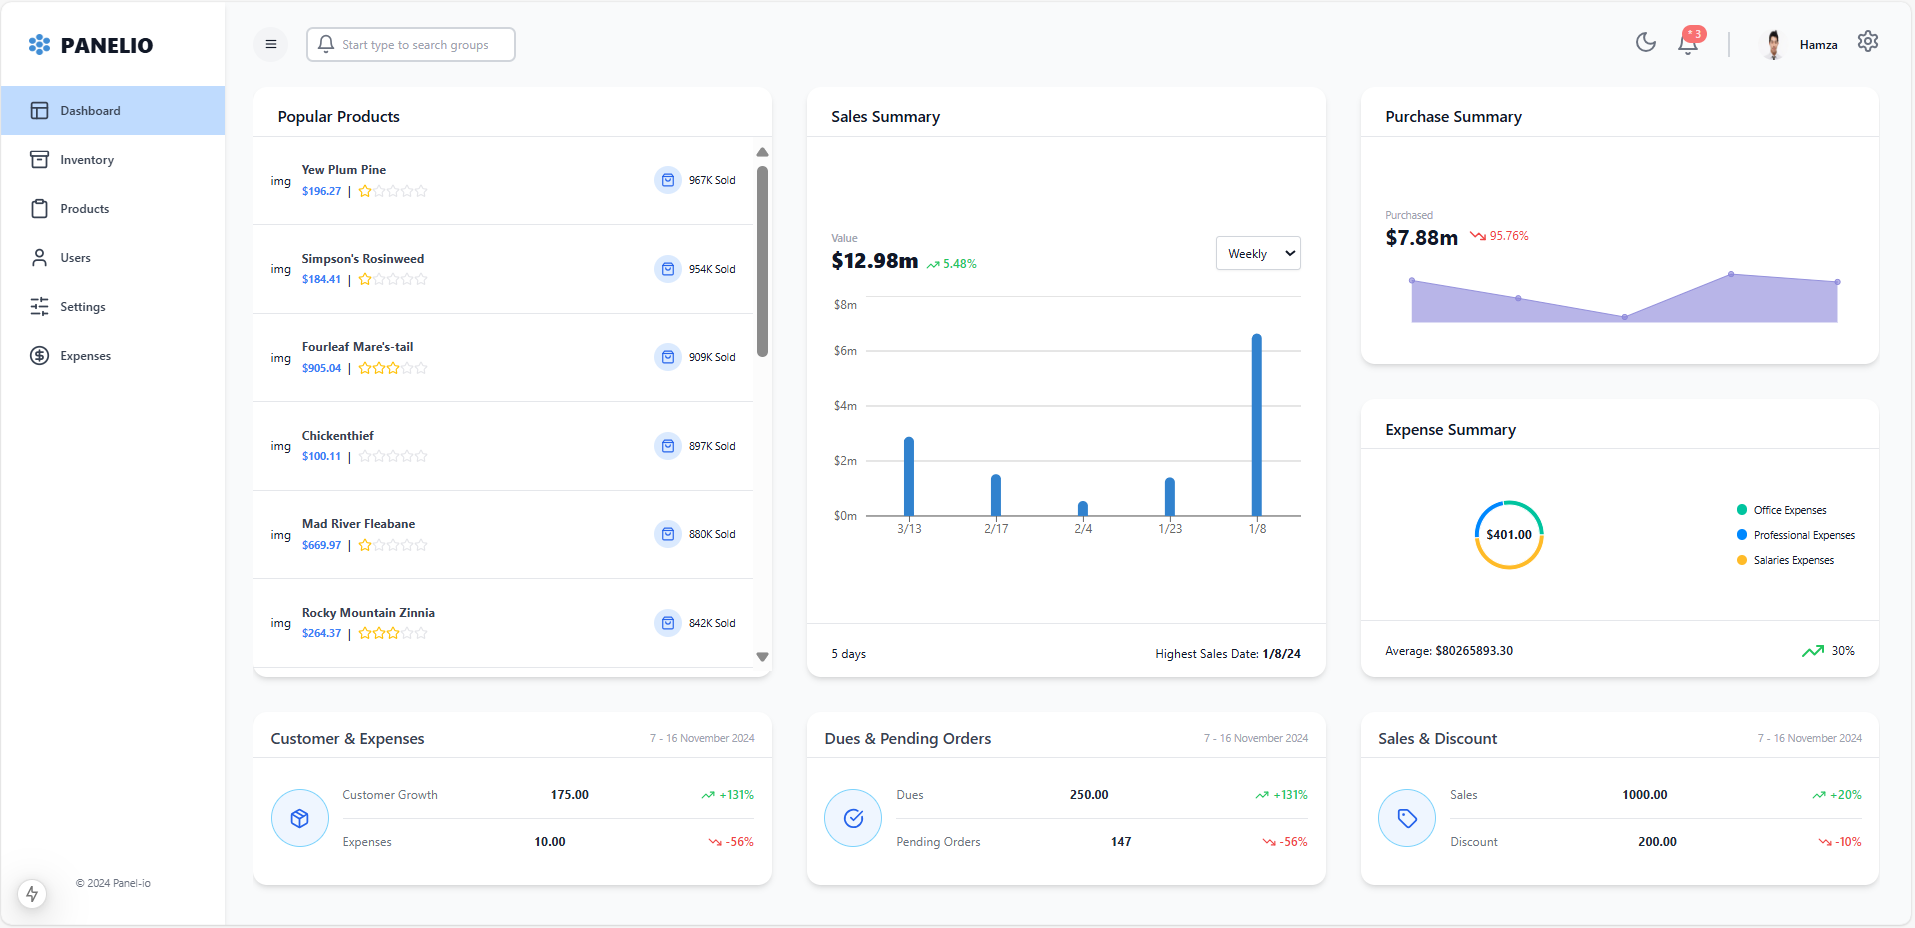 PANELIO
Start type to search groups
* 3
Hamza
Dashboard
Inventory
Products
Users
Settings
Expenses
© 2024 Panel-io
Popular Products
img
Yew Plum Pine
$196.27 |
967K Sold
img
Simpson's Rosinweed
$184.41 |
954K Sold
img
Fourleaf Mare's-tail
$905.04 |
909K Sold
img
Chickenthief
$100.11 |
897K Sold
img
Mad River Fleabane
$669.97 |
880K Sold
img
Rocky Mountain Zinnia
$264.37 |
842K Sold
Sales Summary
Value
$12.98m 5.48%
Weekly
$8m
$6m
$4m
$2m
$0m
3/13 2/17 2/4 1/23 1/8
5 days
Highest Sales Date: 1/8/24
Purchase Summary
Purchased
$7.88m 95.76%
Expense Summary
$401.00
Office Expenses
Professional Expenses
Salaries Expenses
Average: $80265893.30
30%
Customer & Expenses
7 - 16 November 2024
Customer Growth 175.00 +131%
Expenses 10.00 -56%
Dues & Pending Orders
7 - 16 November 2024
Dues 250.00 +131%
Pending Orders 147 -56%
Sales & Discount
7 - 16 November 2024
Sales 1000.00 +20%
Discount 200.00 -10%